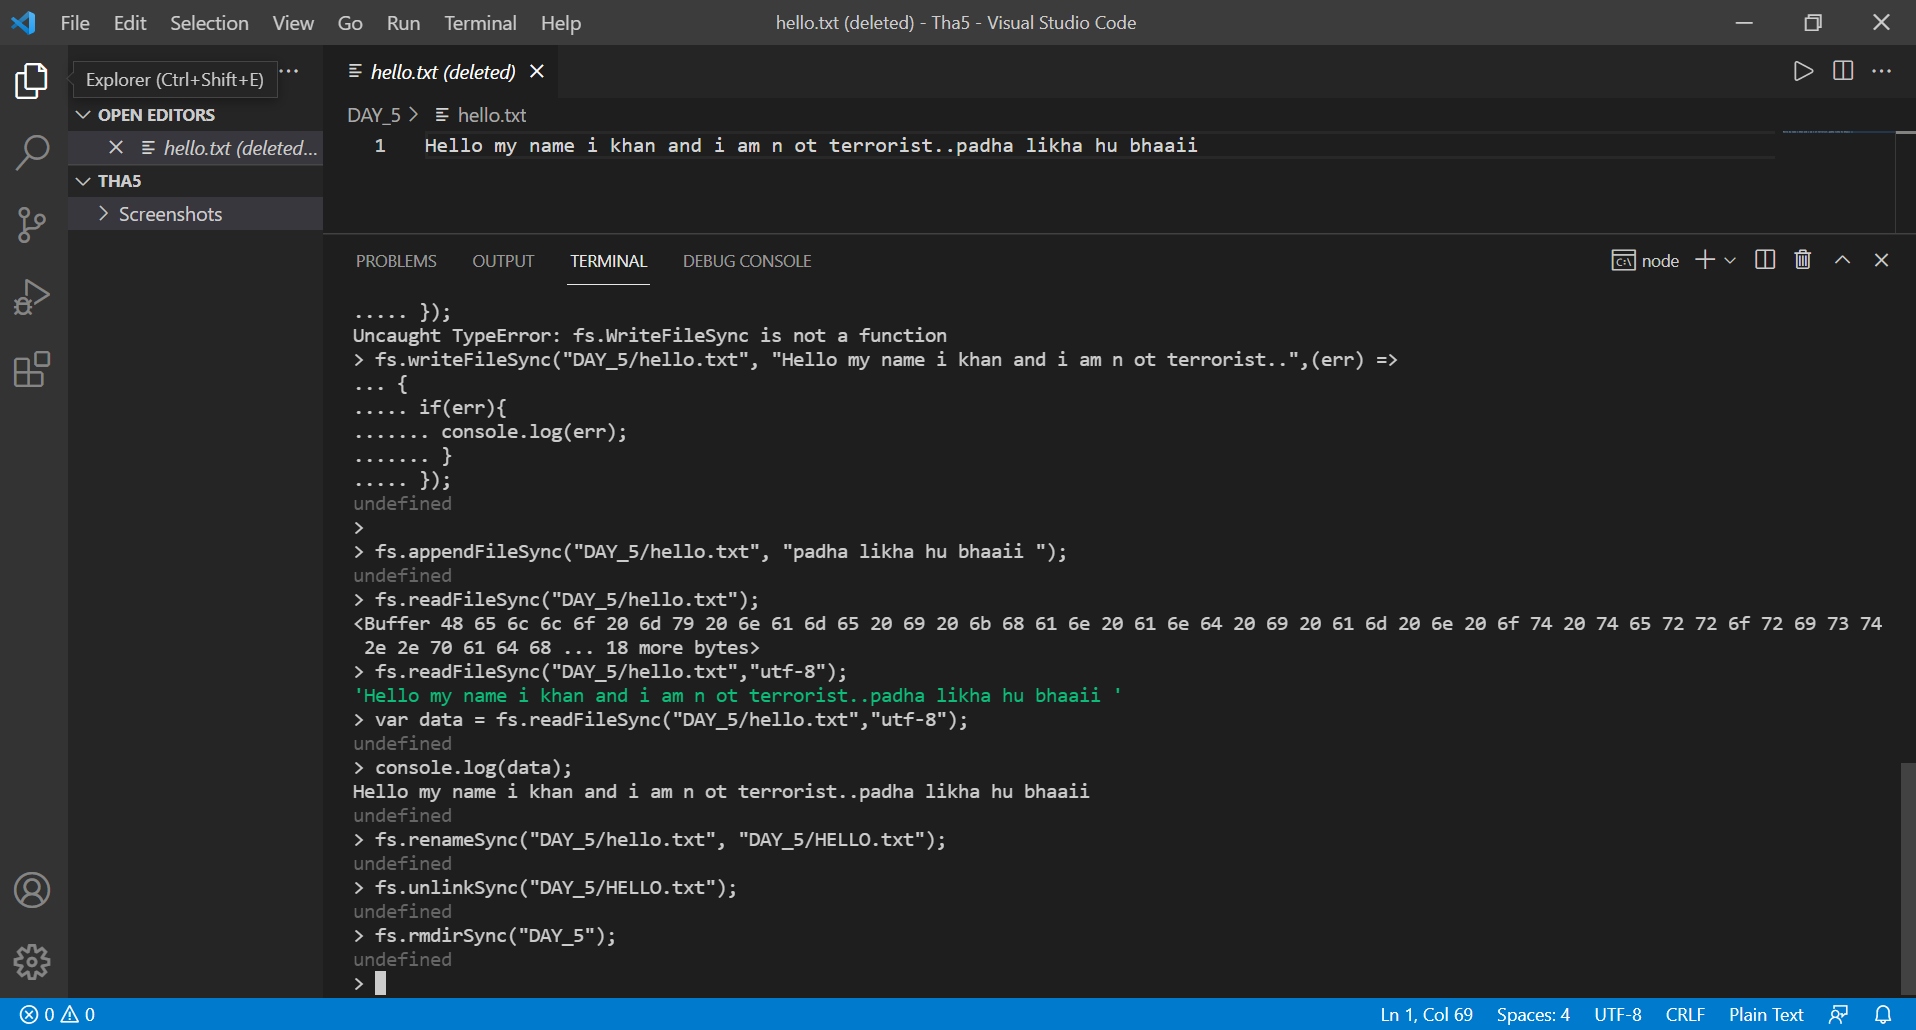 File Edit Selection View Go Run Terminal Help hello.txt (deleted) - Tha5 - Visual Studio Code
Explorer (Ctrl+Shift+E)
OPEN EDITORS
hello.txt (deleted...
THA5
Screenshots
hello.txt (deleted)
DAY_5 > hello.txt
1 Hello my name i khan and i am n ot terrorist..padha likha hu bhaaii
PROBLEMS OUTPUT TERMINAL DEBUG CONSOLE node
..... });
Uncaught TypeError: fs.WriteFileSync is not a function
> fs.writeFileSync("DAY_5/hello.txt", "Hello my name i khan and i am n ot terrorist..",(err) =>
... {
..... if(err){
....... console.log(err);
....... }
..... });
undefined
>
> fs.appendFileSync("DAY_5/hello.txt", "padha likha hu bhaaii ");
undefined
> fs.readFileSync("DAY_5/hello.txt");
<Buffer 48 65 6c 6c 6f 20 6d 79 20 6e 61 6d 65 20 69 20 6b 68 61 6e 20 61 6e 64 20 69 20 61 6d 20 6e 20 6f 74 20 74 65 72 72 6f 72 69 73 74
2e 2e 70 61 64 68 ... 18 more bytes>
> fs.readFileSync("DAY_5/hello.txt","utf-8");
'Hello my name i khan and i am n ot terrorist..padha likha hu bhaaii '
> var data = fs.readFileSync("DAY_5/hello.txt","utf-8");
undefined
> console.log(data);
Hello my name i khan and i am n ot terrorist..padha likha hu bhaaii
undefined
> fs.renameSync("DAY_5/hello.txt", "DAY_5/HELLO.txt");
undefined
> fs.unlinkSync("DAY_5/HELLO.txt");
undefined
> fs.rmdirSync("DAY_5");
undefined
>
0 0 Ln 1, Col 69 Spaces: 4 UTF-8 CRLF Plain Text